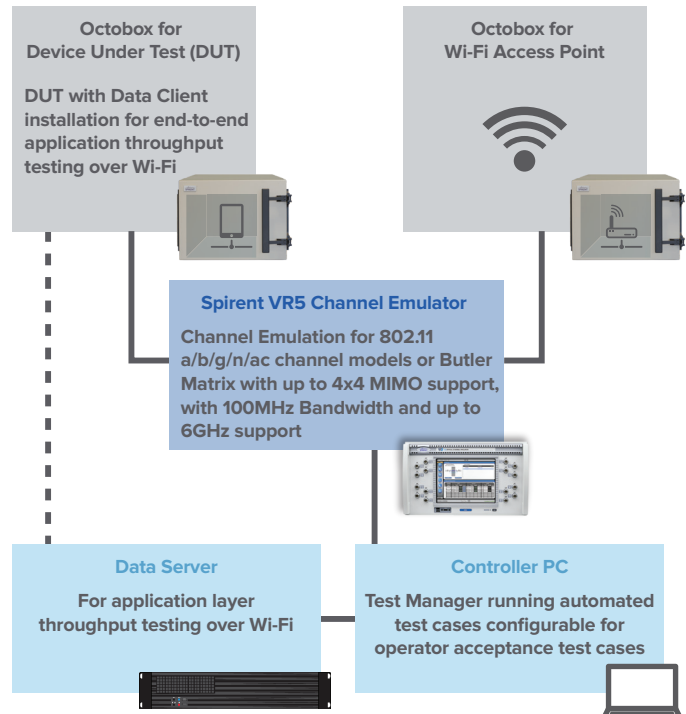 Octobox for
Device Under Test (DUT)
DUT with Data Client
installation for end-to-end
application throughput
testing over Wi-Fi
Octobox for
Wi-Fi Access Point
Spirent VR5 Channel Emulator
Channel Emulation for 802.11
a/b/g/n/ac channel models or Butler
Matrix with up to 4x4 MIMO support,
with 100MHz Bandwidth and up to
6GHz support
Data Server
For application layer
throughput testing over Wi-Fi
Controller PC
Test Manager running automated
test cases configurable for
operator acceptance test cases